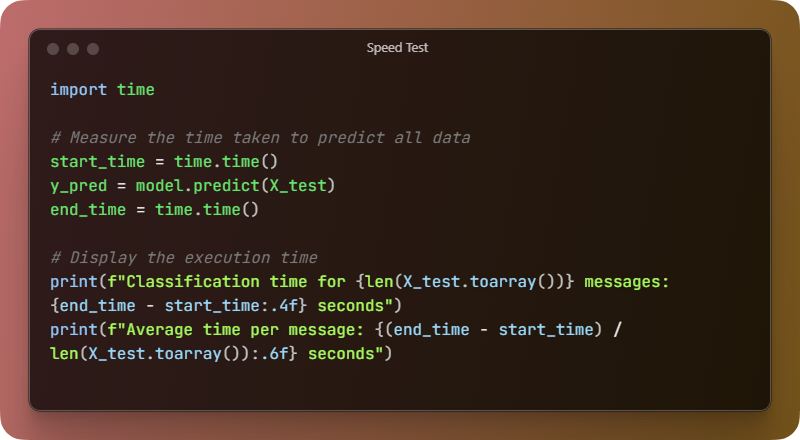 Speed Test
import time
# Measure the time taken to predict all data
start_time = time.time()
y_pred = model.predict(X_test)
end_time = time.time()
# Display the execution time
print(f"Classification time for {len(X_test.toarray())} messages:
{end_time - start_time:.4f} seconds")
print(f"Average time per message: {(end_time - start_time) /
len(X_test.toarray()):.6f} seconds")